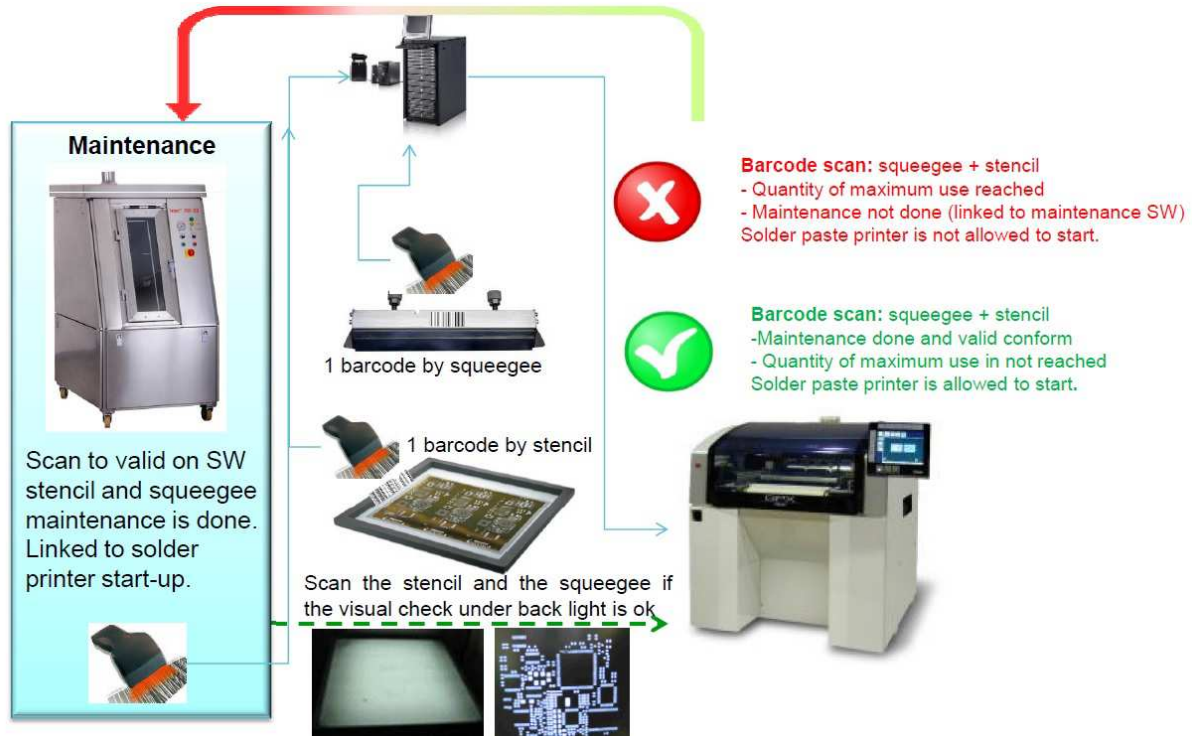 Maintenance
Scan to valid on SW
stencil and squeegee
maintenance is done.
Linked to solder
printer start-up.
1 barcode by squeegee
1 barcode by stencil
Scan the stencil and the squeegee if
the visual check under back light is ok
Barcode scan: squeegee + stencil
- Quantity of maximum use reached
- Maintenance not done (linked to maintenance SW)
Solder paste printer is not allowed to start.
Barcode scan: squeegee + stencil
-Maintenance done and valid conform
- Quantity of maximum use in not reached
Solder paste printer is allowed to start.